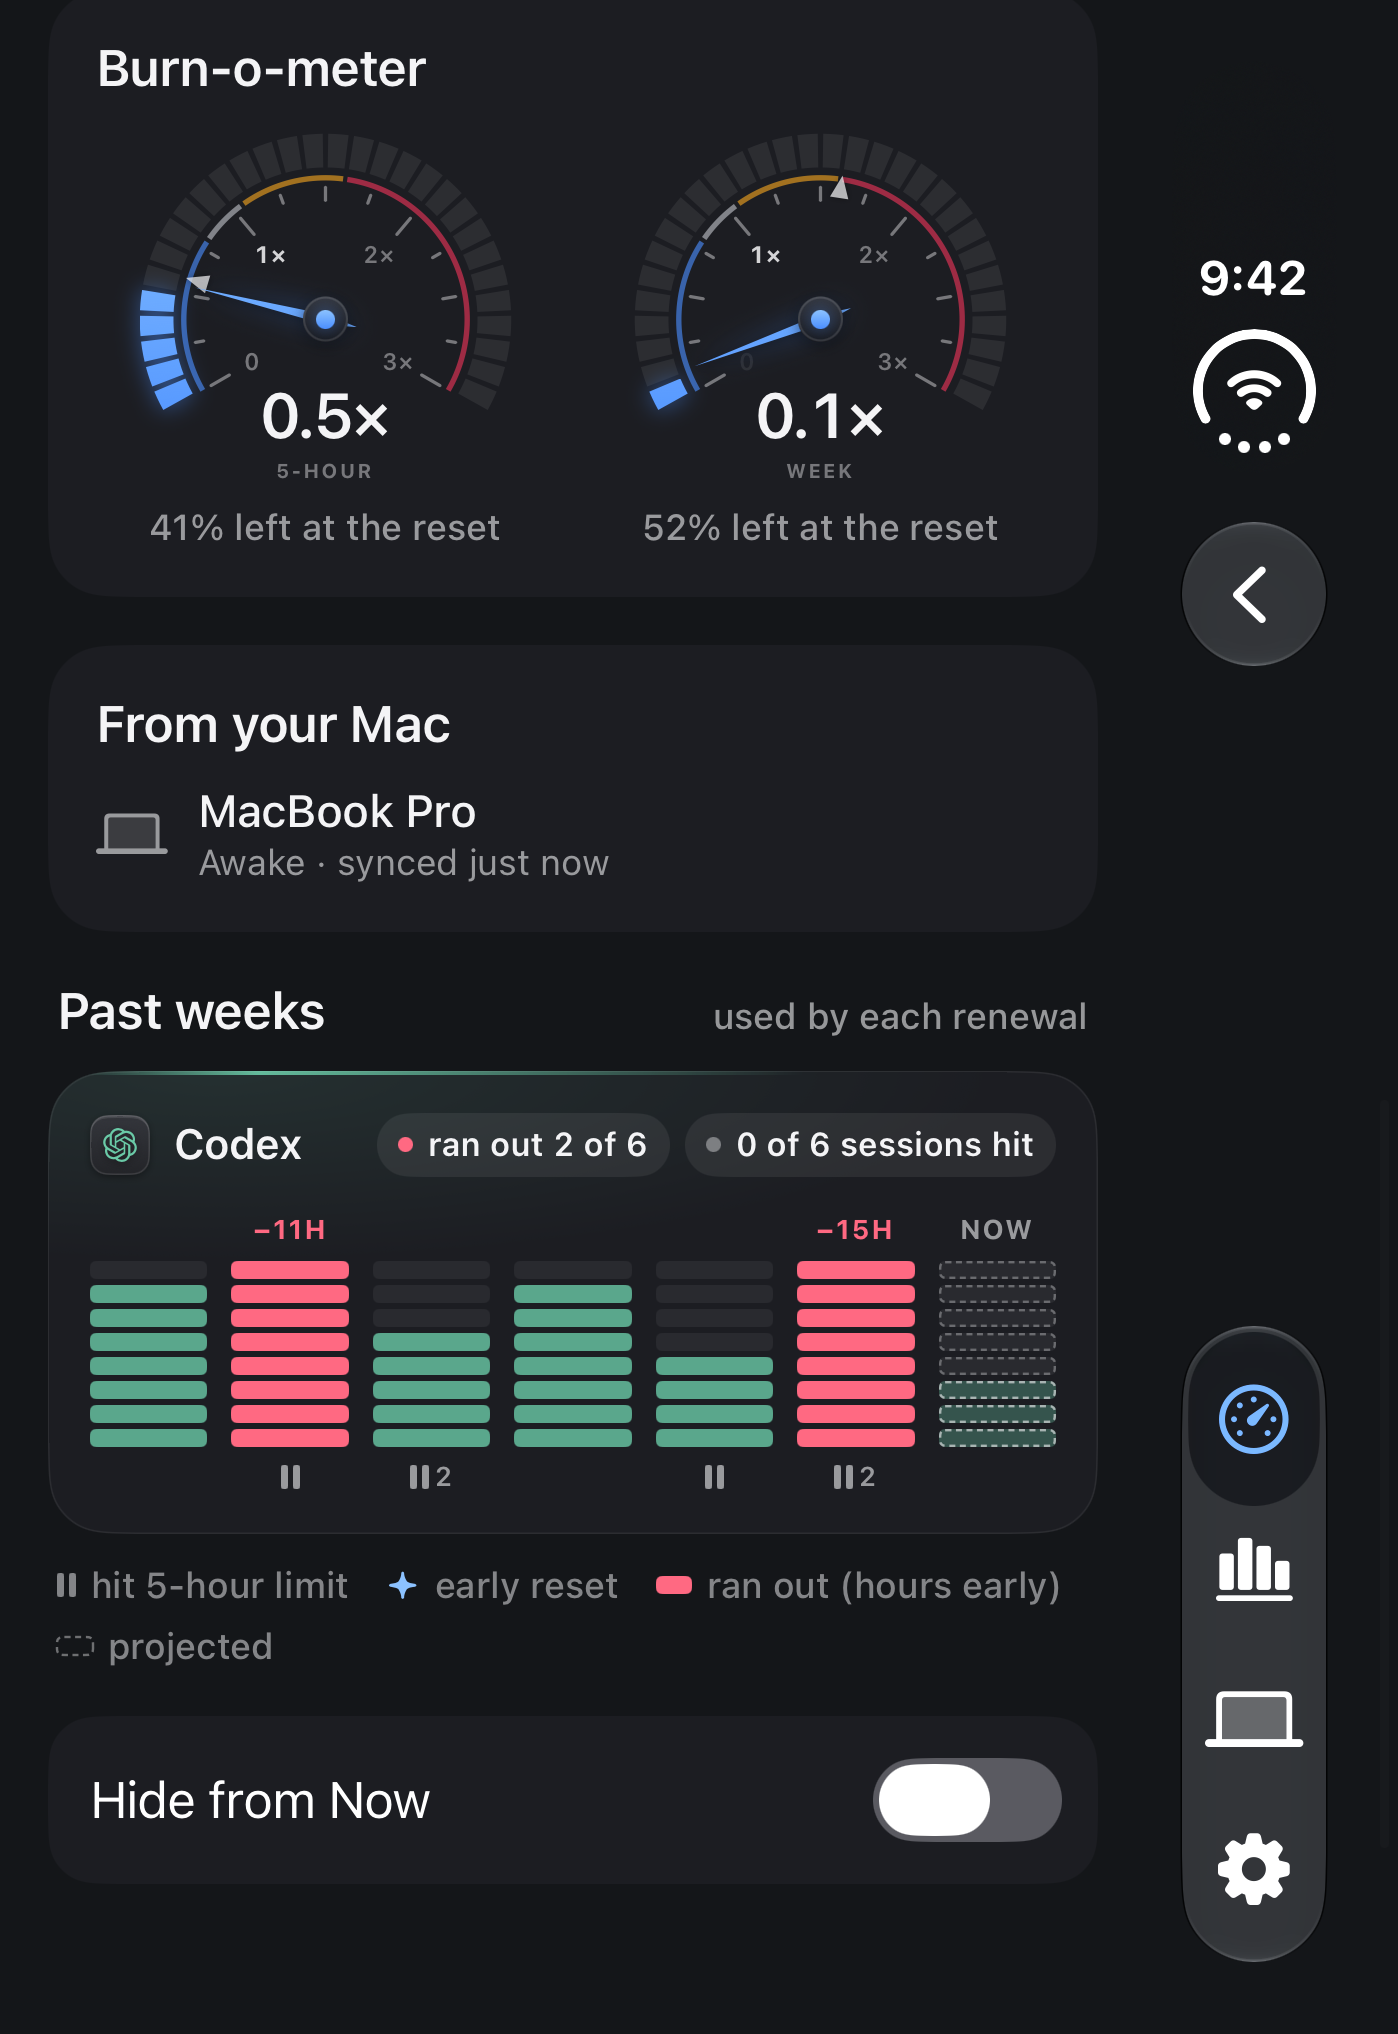 Burn-o-meter
0 1× 2× 3×
0.5×
5-HOUR
41% left at the reset
0 1× 2× 3×
0.1×
WEEK
52% left at the reset
9:42
From your Mac
MacBook Pro
Awake · synced just now
Past weeks
used by each renewal
Codex
ran out 2 of 6
0 of 6 sessions hit
–11H
–15H
NOW
2
2
hit 5-hour limit
early reset
ran out (hours early)
projected
Hide from Now